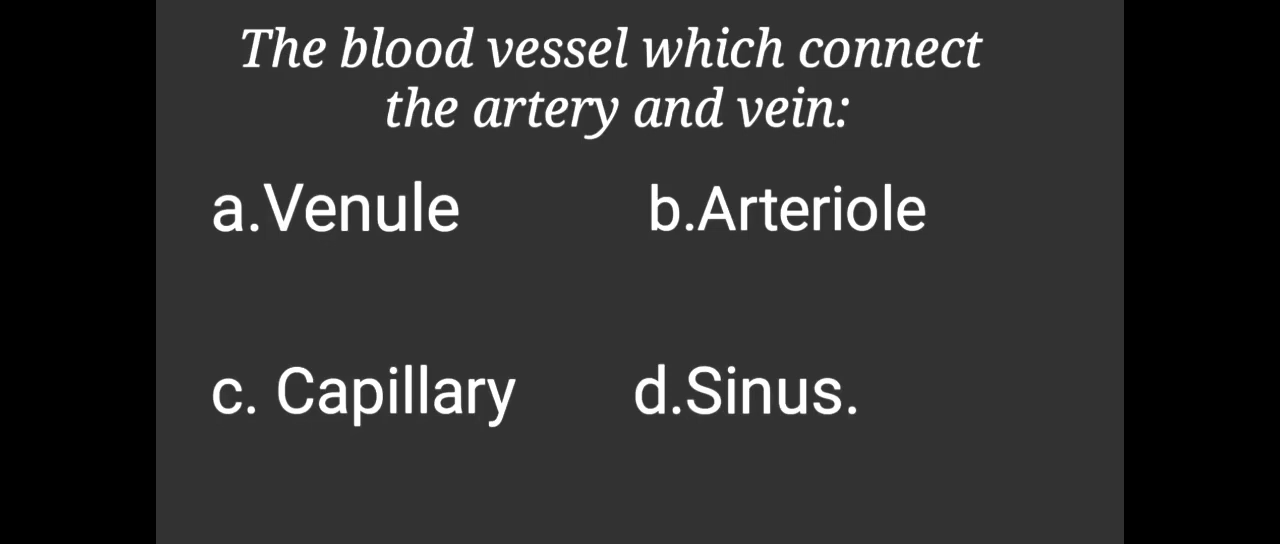 The blood vessel which connect
the artery and vein:
a.Venule b.Arteriole
c. Capillary d.Sinus.